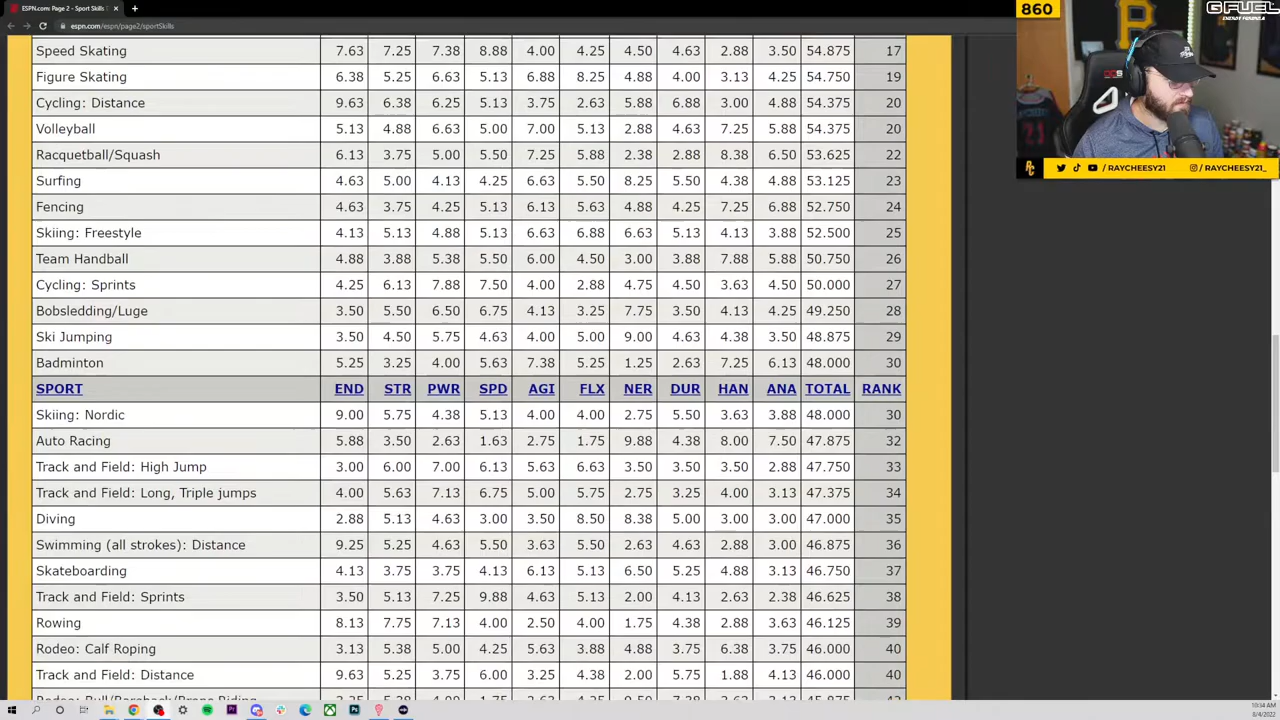 ESPN.com: Page 2 - Sport Skills
espn.com/espn/page2/sportSkills
860
G FUEL
ENERGY FORMULA
Speed Skating 7.63 7.25 7.38 8.88 4.00 4.25 4.50 4.63 2.88 3.50 54.875 17
Figure Skating 6.38 5.25 6.63 5.13 6.88 8.25 4.88 4.00 3.13 4.25 54.750 19
Cycling: Distance 9.63 6.38 6.25 5.13 3.75 2.63 5.88 6.88 3.00 4.88 54.375 20
Volleyball 5.13 4.88 6.63 5.00 7.00 5.13 2.88 4.63 7.25 5.88 54.375 20
Racquetball/Squash 6.13 3.75 5.00 5.50 7.25 5.88 2.38 2.88 8.38 6.50 53.625 22
RC / RAYCHEESY21 / RAYCHEESY21_
Surfing 4.63 5.00 4.13 4.25 6.63 5.50 8.25 5.50 4.38 4.88 53.125 23
Fencing 4.63 3.75 4.25 5.13 6.13 5.63 4.88 4.25 7.25 6.88 52.750 24
Skiing: Freestyle 4.13 5.13 4.88 5.13 6.63 6.88 6.63 5.13 4.13 3.88 52.500 25
Team Handball 4.88 3.88 5.38 5.50 6.00 4.50 3.00 3.88 7.88 5.88 50.750 26
Cycling: Sprints 4.25 6.13 7.88 7.50 4.00 2.88 4.75 4.50 3.63 4.50 50.000 27
Bobsledding/Luge 3.50 5.50 6.50 6.75 4.13 3.25 7.75 3.50 4.13 4.25 49.250 28
Ski Jumping 3.50 4.50 5.75 4.63 4.00 5.00 9.00 4.63 4.38 3.50 48.875 29
Badminton 5.25 3.25 4.00 5.63 7.38 5.25 1.25 2.63 7.25 6.13 48.000 30
SPORT END STR PWR SPD AGI FLX NER DUR HAN ANA TOTAL RANK
Skiing: Nordic 9.00 5.75 4.38 5.13 4.00 4.00 2.75 5.50 3.63 3.88 48.000 30
Auto Racing 5.88 3.50 2.63 1.63 2.75 1.75 9.88 4.38 8.00 7.50 47.875 32
Track and Field: High Jump 3.00 6.00 7.00 6.13 5.63 6.63 3.50 3.50 3.50 2.88 47.750 33
Track and Field: Long, Triple jumps 4.00 5.63 7.13 6.75 5.00 5.75 2.75 3.25 4.00 3.13 47.375 34
Diving 2.88 5.13 4.63 3.00 3.50 8.50 8.38 5.00 3.00 3.00 47.000 35
Swimming (all strokes): Distance 9.25 5.25 4.63 5.50 3.63 5.50 2.63 4.63 2.88 3.00 46.875 36
Skateboarding 4.13 3.75 3.75 4.13 6.13 5.13 6.50 5.25 4.88 3.13 46.750 37
Track and Field: Sprints 3.50 5.13 7.25 9.88 4.63 5.13 2.00 4.13 2.63 2.38 46.625 38
Rowing 8.13 7.75 7.13 4.00 2.50 4.00 1.75 4.38 2.88 3.63 46.125 39
Rodeo: Calf Roping 3.13 5.38 5.00 4.25 5.63 3.88 4.88 3.75 6.38 3.75 46.000 40
Track and Field: Distance 9.63 5.25 3.75 6.00 3.25 4.38 2.00 5.75 1.88 4.13 46.000 40
10:34 AM
8/4/2022